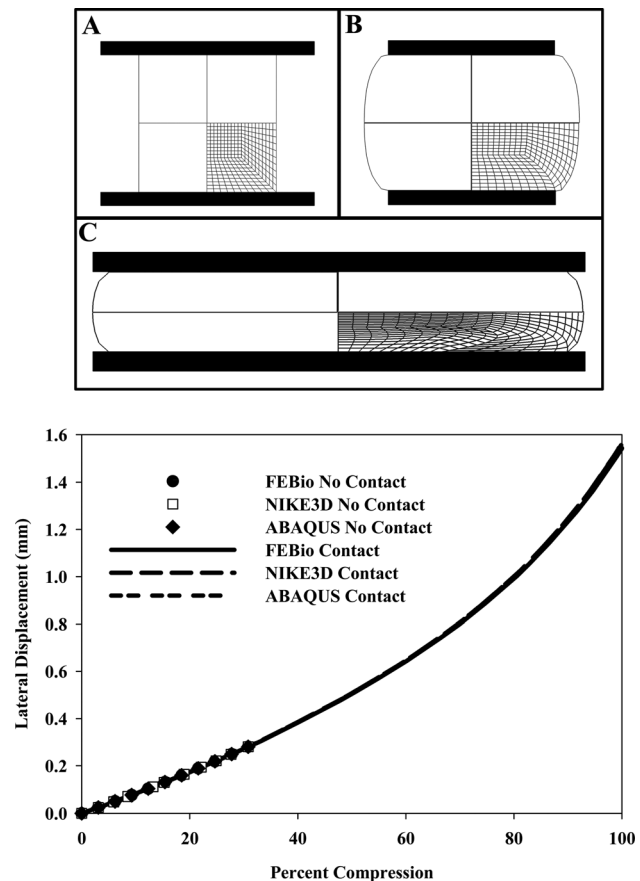 A
B
C
1.6
1.4
1.2
1.0
0.8
0.6
0.4
0.2
0.0
Lateral Displacement (mm)
FEBio No Contact
NIKE3D No Contact
ABAQUS No Contact
FEBio Contact
NIKE3D Contact
ABAQUS Contact
0 20 40 60 80 100
Percent Compression